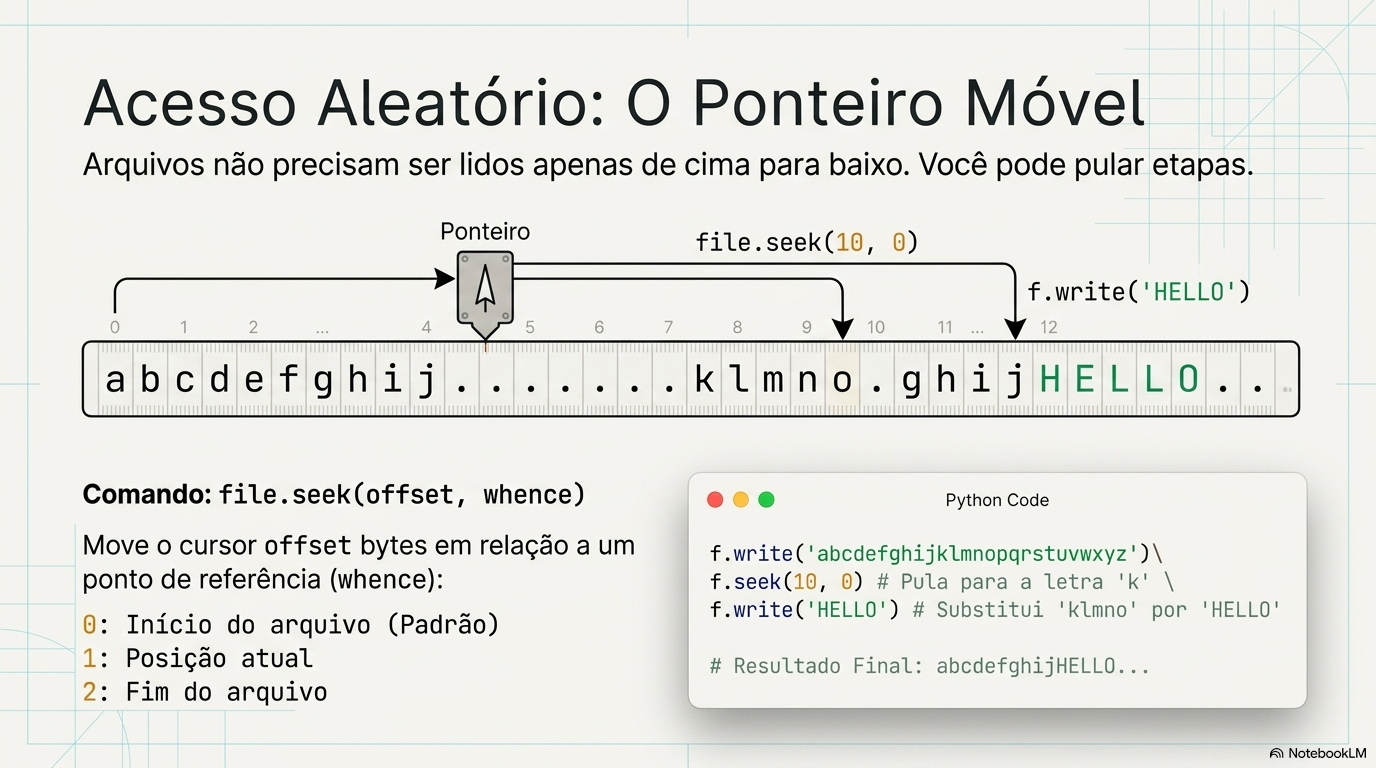 Acesso Aleatório: O Ponteiro Móvel
Arquivos não precisam ser lidos apenas de cima para baixo. Você pode pular etapas.
Ponteiro
file.seek(10, 0)
f.write('HELLO')
0 1 2 ... 4 5 6 7 8 9 10 11 ... 12
abcdefghij.......klmno.ghijHELLO..
Comando: file.seek(offset, whence)
Move o cursor offset bytes em relação a um
ponto de referência (whence):
0: Início do arquivo (Padrão)
1: Posição atual
2: Fim do arquivo
Python Code
f.write('abcdefghijklmnopqrstuvwxyz')\
f.seek(10, 0) # Pula para a letra 'k' \
f.write('HELLO') # Substitui 'klmno' por 'HELLO'
# Resultado Final: abcdefghijHELLO...
NotebookLM